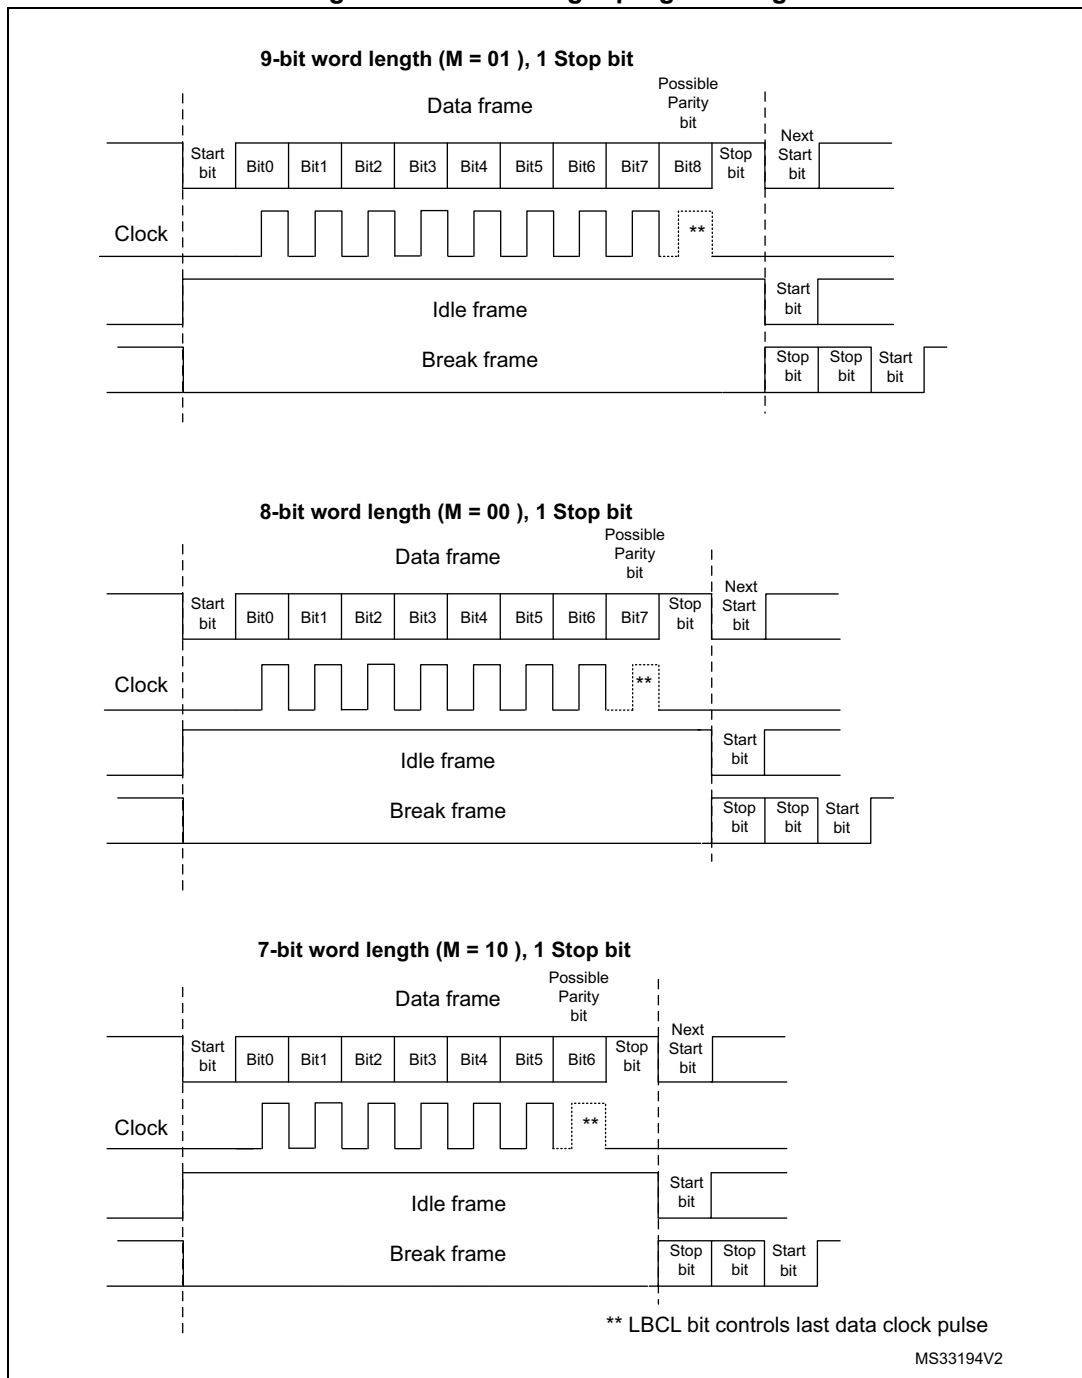 9-bit word length (M = 01 ), 1 Stop bit
Data frame
Possible
Parity
bit
Start
bit
Bit0
Bit1
Bit2
Bit3
Bit4
Bit5
Bit6
Bit7
Bit8
Stop
bit
Next
Start
bit
Clock
**
Idle frame
Start
bit
Break frame
Stop
bit
Stop
bit
Start
bit
8-bit word length (M = 00 ), 1 Stop bit
Data frame
Possible
Parity
bit
Start
bit
Bit0
Bit1
Bit2
Bit3
Bit4
Bit5
Bit6
Bit7
Stop
bit
Next
Start
bit
Clock
**
Idle frame
Start
bit
Break frame
Stop
bit
Stop
bit
Start
bit
7-bit word length (M = 10 ), 1 Stop bit
Data frame
Possible
Parity
bit
Start
bit
Bit0
Bit1
Bit2
Bit3
Bit4
Bit5
Bit6
Stop
bit
Next
Start
bit
Clock
**
Idle frame
Start
bit
Break frame
Stop
bit
Stop
bit
Start
bit
** LBCL bit controls last data clock pulse
MS33194V2